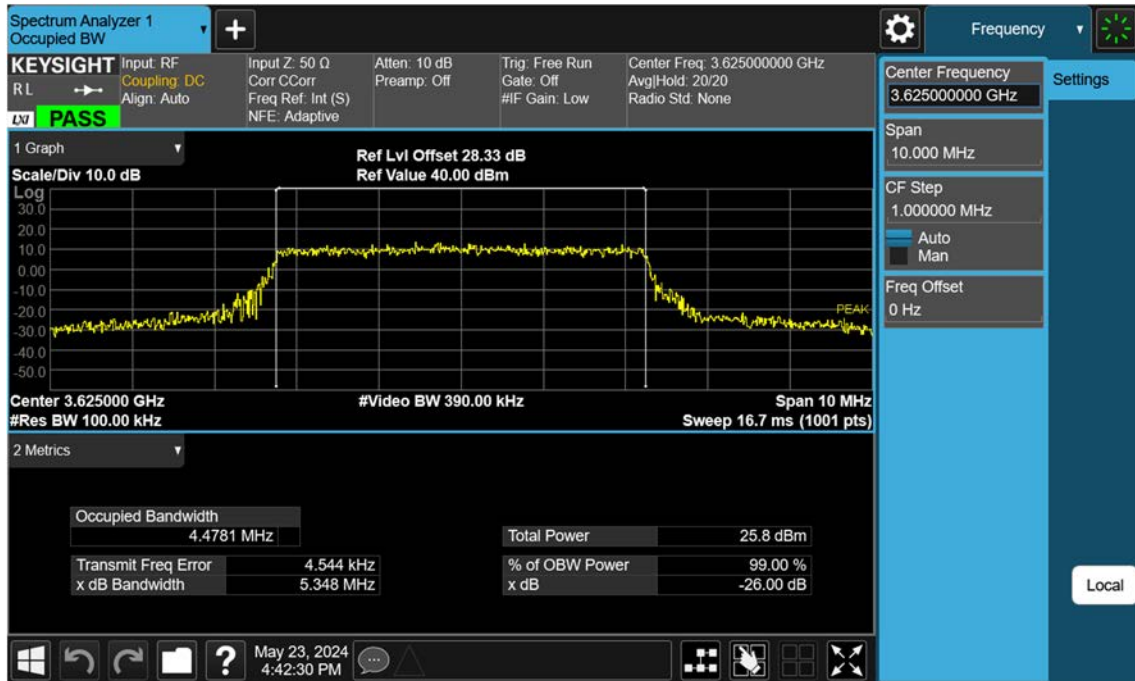 Spectrum Analyzer 1
Occupied BW
Frequency
KEYSIGHT
R L
LXI PASS
Input: RF
Coupling: DC
Align: Auto
Input Z: 50 Ω
Corr CCorr
Freq Ref: Int (S)
NFE: Adaptive
Atten: 10 dB
Preamp: Off
Trig: Free Run
Gate: Off
#IF Gain: Low
Center Freq: 3.625000000 GHz
Avg|Hold: 20/20
Radio Std: None
Center Frequency
3.625000000 GHz
Settings
Span
10.000 MHz
CF Step
1.000000 MHz
Auto
Man
Freq Offset
0 Hz
Local
1 Graph
Ref Lvl Offset 28.33 dB
Scale/Div 10.0 dB
Ref Value 40.00 dBm
Log
30.0
20.0
10.0
0.00
-10.0
-20.0
-30.0
-40.0
-50.0
PEAK
Center 3.625000 GHz
#Video BW 390.00 kHz
Span 10 MHz
#Res BW 100.00 kHz
Sweep 16.7 ms (1001 pts)
2 Metrics
Occupied Bandwidth
4.4781 MHz
Total Power 25.8 dBm
Transmit Freq Error 4.544 kHz
% of OBW Power 99.00 %
x dB Bandwidth 5.348 MHz
x dB -26.00 dB
?
May 23, 2024
4:42:30 PM